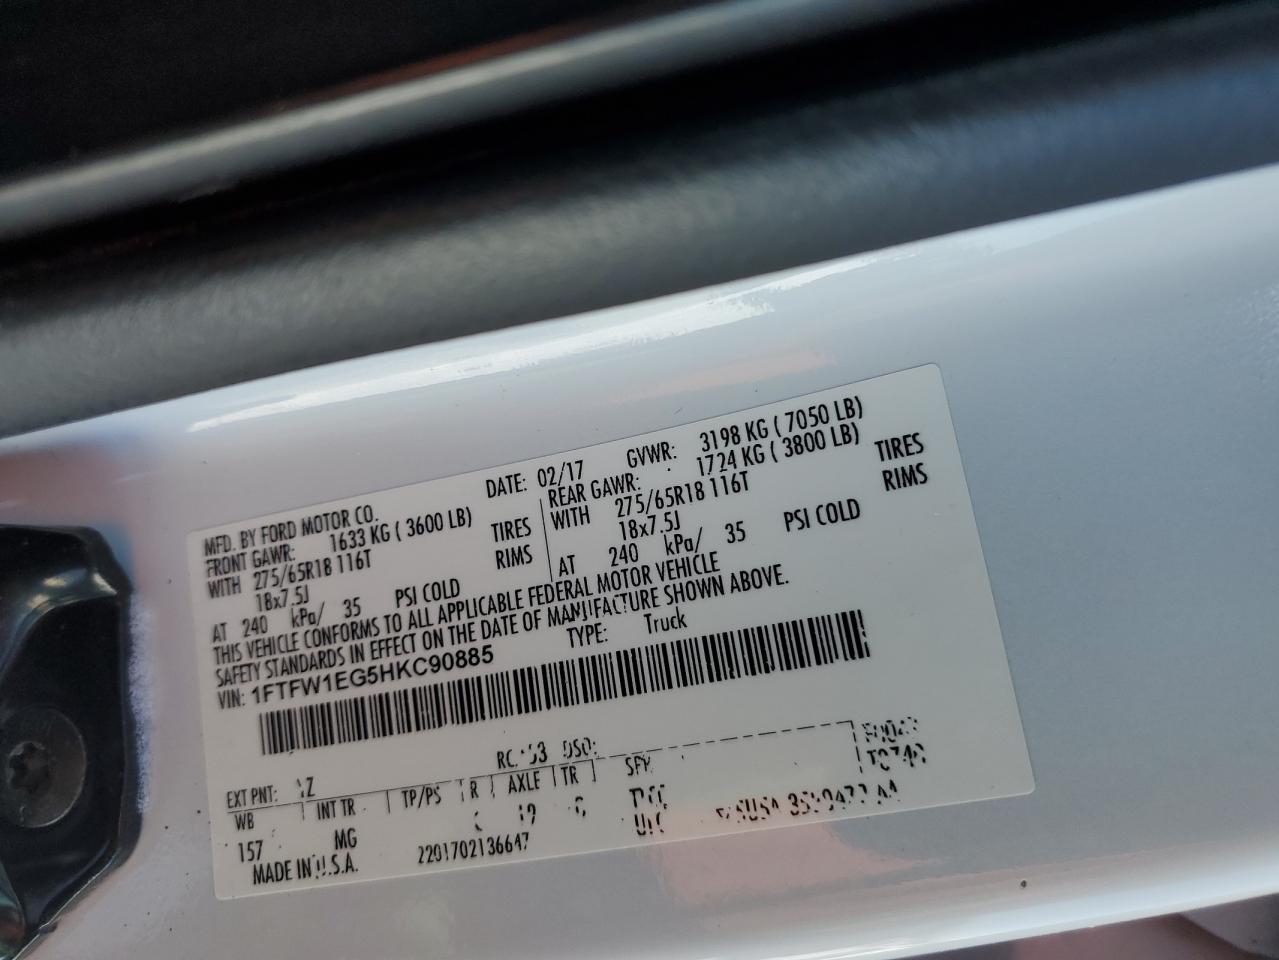 MFD. BY FORD MOTOR CO.
DATE: 02/17 GVWR: 3198 KG ( 7050 LB)
FRONT GAWR: 1633 KG ( 3600 LB)
REAR GAWR: 1724 KG ( 3800 LB)
WITH 275/65R18 116T TIRES
WITH 275/65R18 116T TIRES
18x7.5J RIMS
18x7.5J RIMS
AT 240 kPa/ 35 PSI COLD
AT 240 kPa/ 35 PSI COLD
THIS VEHICLE CONFORMS TO ALL APPLICABLE FEDERAL MOTOR VEHICLE
SAFETY STANDARDS IN EFFECT ON THE DATE OF MANUFACTURE SHOWN ABOVE.
VIN: 1FTFW1EG5HKC90885 TYPE: Truck
EXT PNT: DSO:
WB INT TR TP/PS R AXLE TR
157 MG
MADE IN U.S.A. 2201702136647